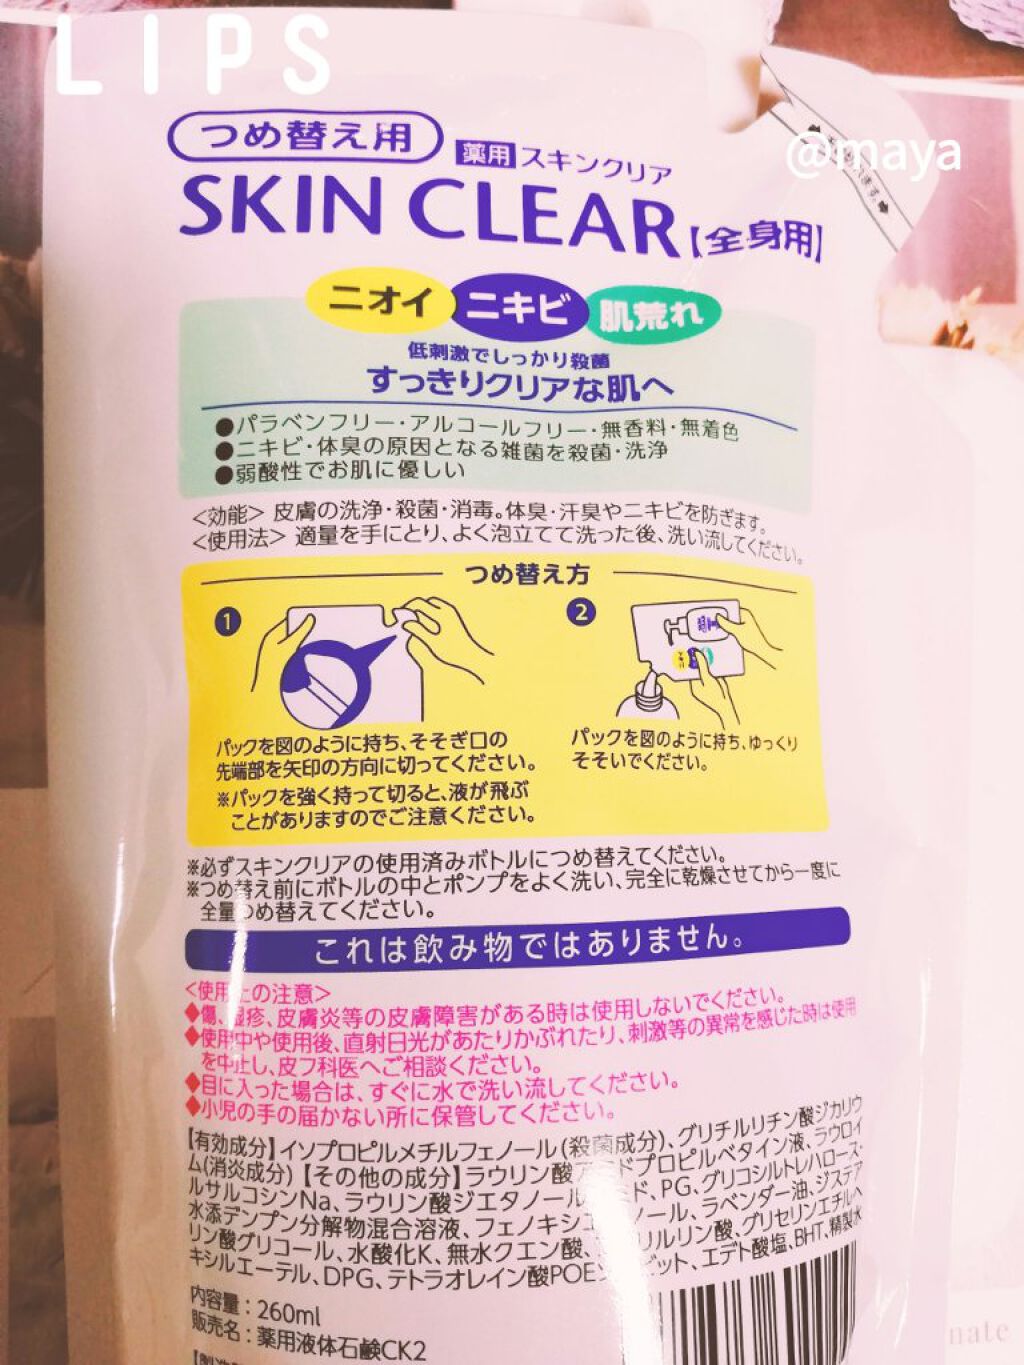 LIPS
@maya
つめ替え用
薬用 スキンクリア
SKIN CLEAR【全身用】
ニオイ ニキビ 肌荒れ
低刺激でしっかり殺菌
すっきりクリアな肌へ
●パラベンフリー・アルコールフリー・無香料・無着色
●ニキビ・体臭の原因となる雑菌を殺菌・洗浄
●弱酸性でお肌に優しい
<効能> 皮膚の洗浄・殺菌・消毒。体臭・汗臭やニキビを防ぎます。
<使用法> 適量を手にとり、よく泡立てて洗った後、洗い流してください。
つめ替え方
1
2
パックを図のように持ち、そそぎ口の
先端部を矢印の方向に切ってください。
※パックを強く持って切ると、液が飛ぶ
ことがありますのでご注意ください。
パックを図のように持ち、ゆっくり
そそいでください。
※必ずスキンクリアの使用済みボトルにつめ替えてください。
※つめ替え前にボトルの中とポンプをよく洗い、完全に乾燥させてから一度に
全量つめ替えてください。
これは飲み物ではありません。
<使用上の注意>
◆傷、湿疹、皮膚炎等の皮膚障害がある時は使用しないでください。
◆使用中や使用後、直射日光があたりかぶれたり、刺激等の異常を感じた時は使用
を中止し、皮フ科医へご相談ください。
◆目に入った場合は、すぐに水で洗い流してください。
◆小児の手の届かない所に保管してください。
【有効成分】イソプロピルメチルフェノール(殺菌成分)、グリチルリチン酸ジカリウ
ム(消炎成分)【その他の成分】ラウリン酸ア ドプロピルベタイン液、ラウロイ
ルサルコシンNa、ラウリン酸ジエタノール ド、PG、グリコシルトレハロース・
水添デンプン分解物混合溶液、フェノキシエ ノール、ラベンダー油、ジステア
リン酸グリコール、水酸化K、無水クエン酸、 リルリン酸、グリセリンエチルヘ
キシルエーテル、DPG、テトラオレイン酸POE ビット、エデト酸塩、BHT、精製水
内容量:260ml
販売名:薬用液体石鹸CK2
nate